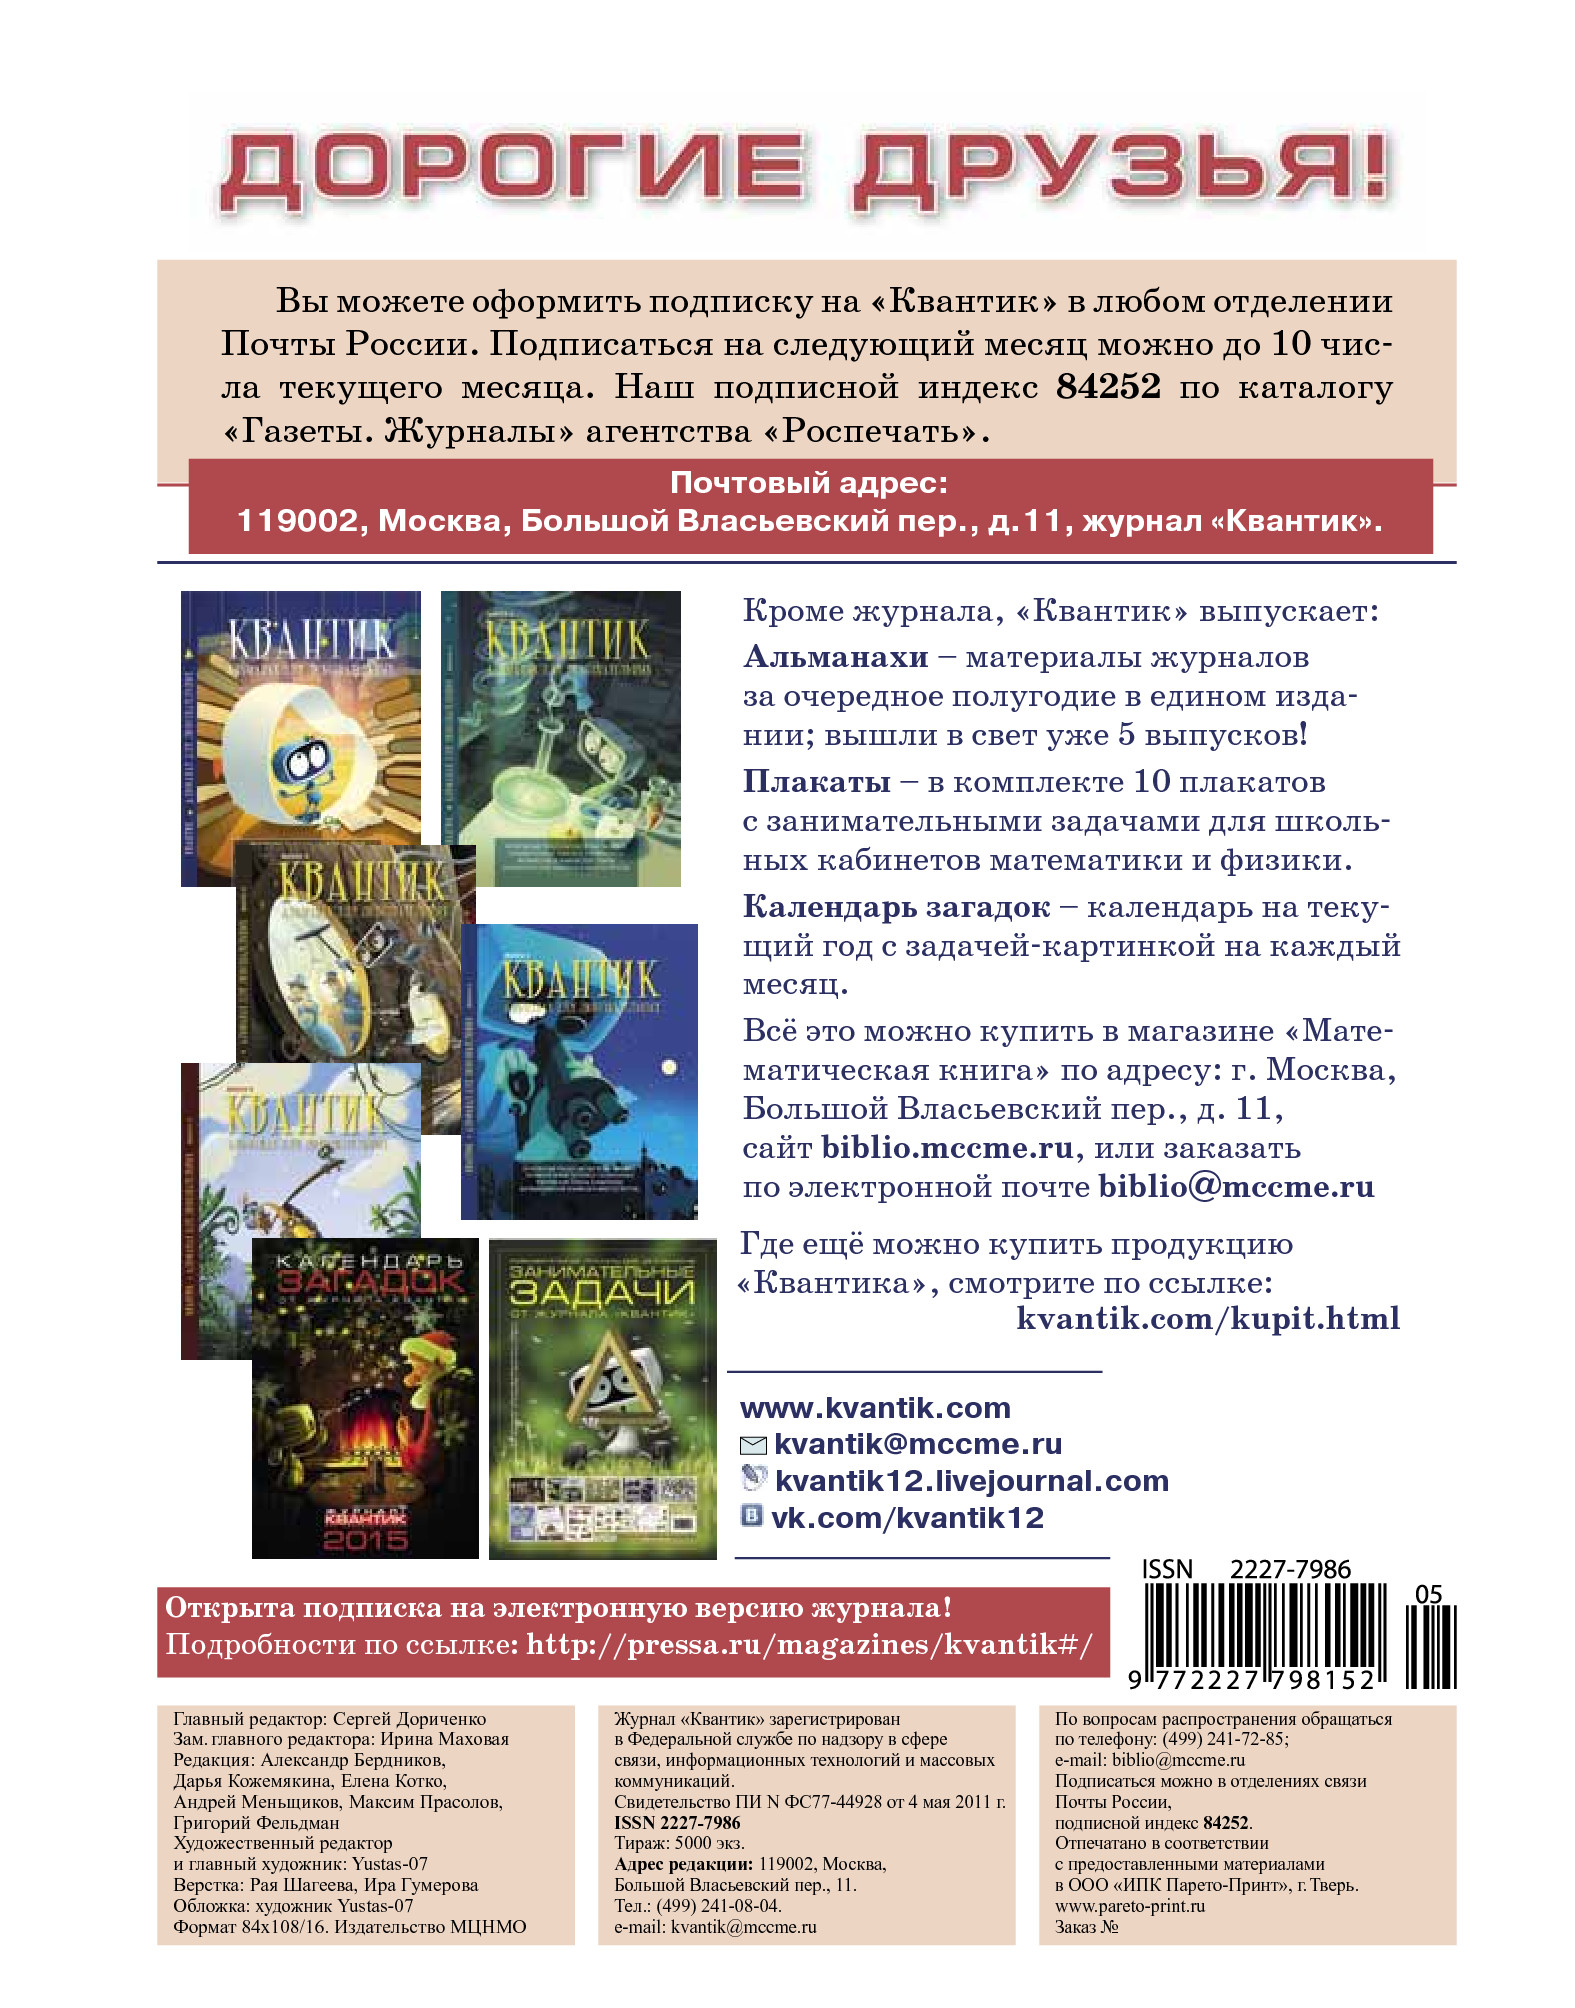 ДОРОГИЕ ДРУЗЬЯ!
Вы можете оформить подписку на «Квантик» в любом отделении
Почты России. Подписаться на следующий месяц можно до 10 чис-
ла текущего месяца. Наш подписной индекс 84252 по каталогу
«Газеты. Журналы» агентства «Роспечать».
Почтовый адрес:
119002, Москва, Большой Власьевский пер., д.11, журнал «Квантик».
КВАНТИК
КВАНТИК
КВАНТИК
КВАНТИК
КВАНТИК
КАЛЕНДАРЬ
ЗАГАДОК
ОТ ЖУРНАЛА КВАНТИК
ЖУРНАЛ
КВАНТИК
2015
ЗАНИМАТЕЛЬНЫЕ
ЗАДАЧИ
ОТ ЖУРНАЛА «КВАНТИК»
Кроме журнала, «Квантик» выпускает:
Альманахи – материалы журналов
за очередное полугодие в едином изда-
нии; вышли в свет уже 5 выпусков!
Плакаты – в комплекте 10 плакатов
с занимательными задачами для школь-
ных кабинетов математики и физики.
Календарь загадок – календарь на теку-
щий год с задачей-картинкой на каждый
месяц.
Всё это можно купить в магазине «Мате-
матическая книга» по адресу: г. Москва,
Большой Власьевский пер., д. 11,
сайт biblio.mccme.ru, или заказать
по электронной почте biblio@mccme.ru
Где ещё можно купить продукцию
«Квантика», смотрите по ссылке:
kvantik.com/kupit.html
www.kvantik.com
kvantik@mccme.ru
kvantik12.livejournal.com
B vk.com/kvantik12
Открыта подписка на электронную версию журнала!
Подробности по ссылке: http://pressa.ru/magazines/kvantik#/
ISSN 2227-7986
05
9 772227 798152
Главный редактор: Сергей Дориченко
Зам. главного редактора: Ирина Маховая
Редакция: Александр Бердников,
Дарья Кожемякина, Елена Котко,
Андрей Меньщиков, Максим Прасолов,
Григорий Фельдман
Художественный редактор
и главный художник: Yustas-07
Верстка: Рая Шагеева, Ира Гумерова
Обложка: художник Yustas-07
Формат 84х108/16. Издательство МЦНМО
Журнал «Квантик» зарегистрирован
в Федеральной службе по надзору в сфере
связи, информационных технологий и массовых
коммуникаций.
Свидетельство ПИ N ФС77-44928 от 4 мая 2011 г.
ISSN 2227-7986
Тираж: 5000 экз.
Адрес редакции: 119002, Москва,
Большой Власьевский пер., 11.
Тел.: (499) 241-08-04.
e-mail: kvantik@mccme.ru
По вопросам распространения обращаться
по телефону: (499) 241-72-85;
e-mail: biblio@mccme.ru
Подписаться можно в отделениях связи
Почты России,
подписной индекс 84252.
Отпечатано в соответствии
с предоставленными материалами
в ООО «ИПК Парето-Принт», г. Тверь.
www.pareto-print.ru
Заказ №